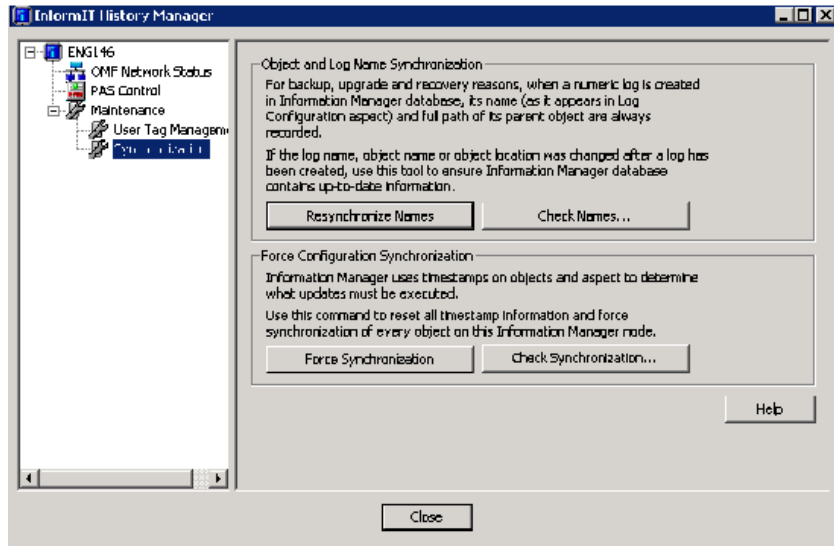 InformIT History Manager
ENG146
OMF Network Status
PAS Control
Maintenance
User Tag Managem
Synchronization
Object and Log Name Synchronization
For backup, upgrade and recovery reasons, when a numeric log is created
in Information Manager database, its name (as it appears in Log
Configuration aspect) and full path of its parent object are always
recorded.
If the log name, object name or object location was changed after a log has
been created, use this tool to ensure Information Manager database
contains up-to-date information.
Resynchronize Names
Check Names...
Force Configuration Synchronization
Information Manager uses timestamps on objects and aspect to determine
what updates must be executed.
Use this command to reset all timestamp information and force
synchronization of every object on this Information Manager node.
Force Synchronization
Check Synchronization...
Help
Close